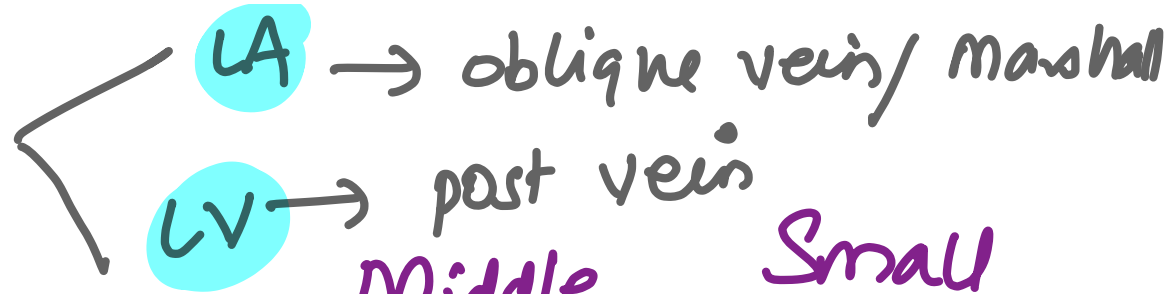 LA → oblique vein/ Marshall
LV → post vein
Middle Small